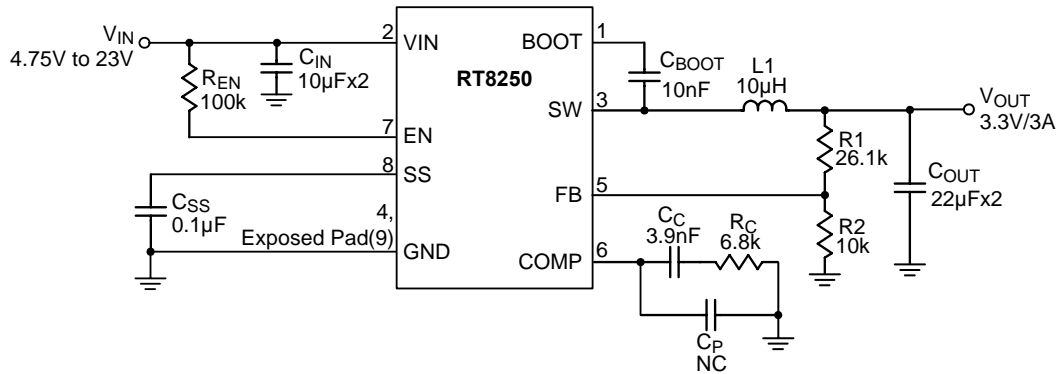 VIN
4.75V to 23V
REN
100k
CIN
10µFx2
2
VIN
7
EN
8
SS
CSS
0.1µF
4,
Exposed Pad(9)
GND
RT8250
BOOT
1
CBOOT
10nF
SW
3
L1
10µH
VOUT
3.3V/3A
R1
26.1k
COUT
22µFx2
FB
5
R2
10k
COMP
6
CC
3.9nF
RC
6.8k
CP
NC